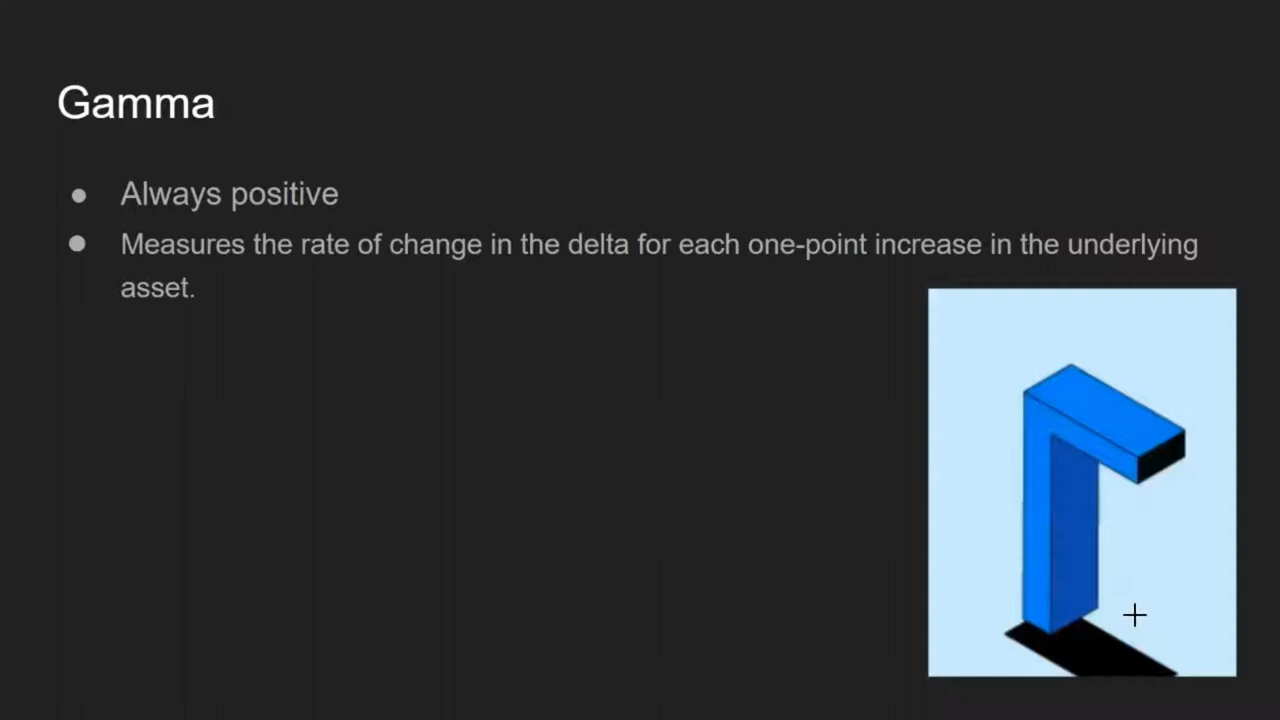 Gamma
● Always positive
● Measures the rate of change in the delta for each one-point increase in the underlying
asset.